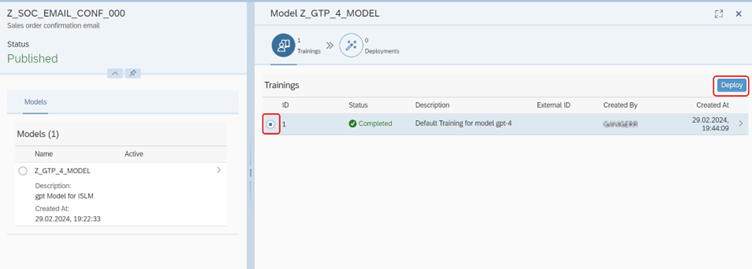 Z_SOC_EMAIL_CONF_000
Sales order confirmation email
Status
Published
Models
Models (1)
Name Active
Z_GTP_4_MODEL
Description:
gpt Model for ISLM
Created At:
29.02.2024, 19:22:33
Model Z_GTP_4_MODEL
1
Trainings
0
Deployments
Trainings
Deploy
ID Status Description External ID Created By Created At
1 Completed Default Training for model gpt-4 29.02.2024,
19:44:09